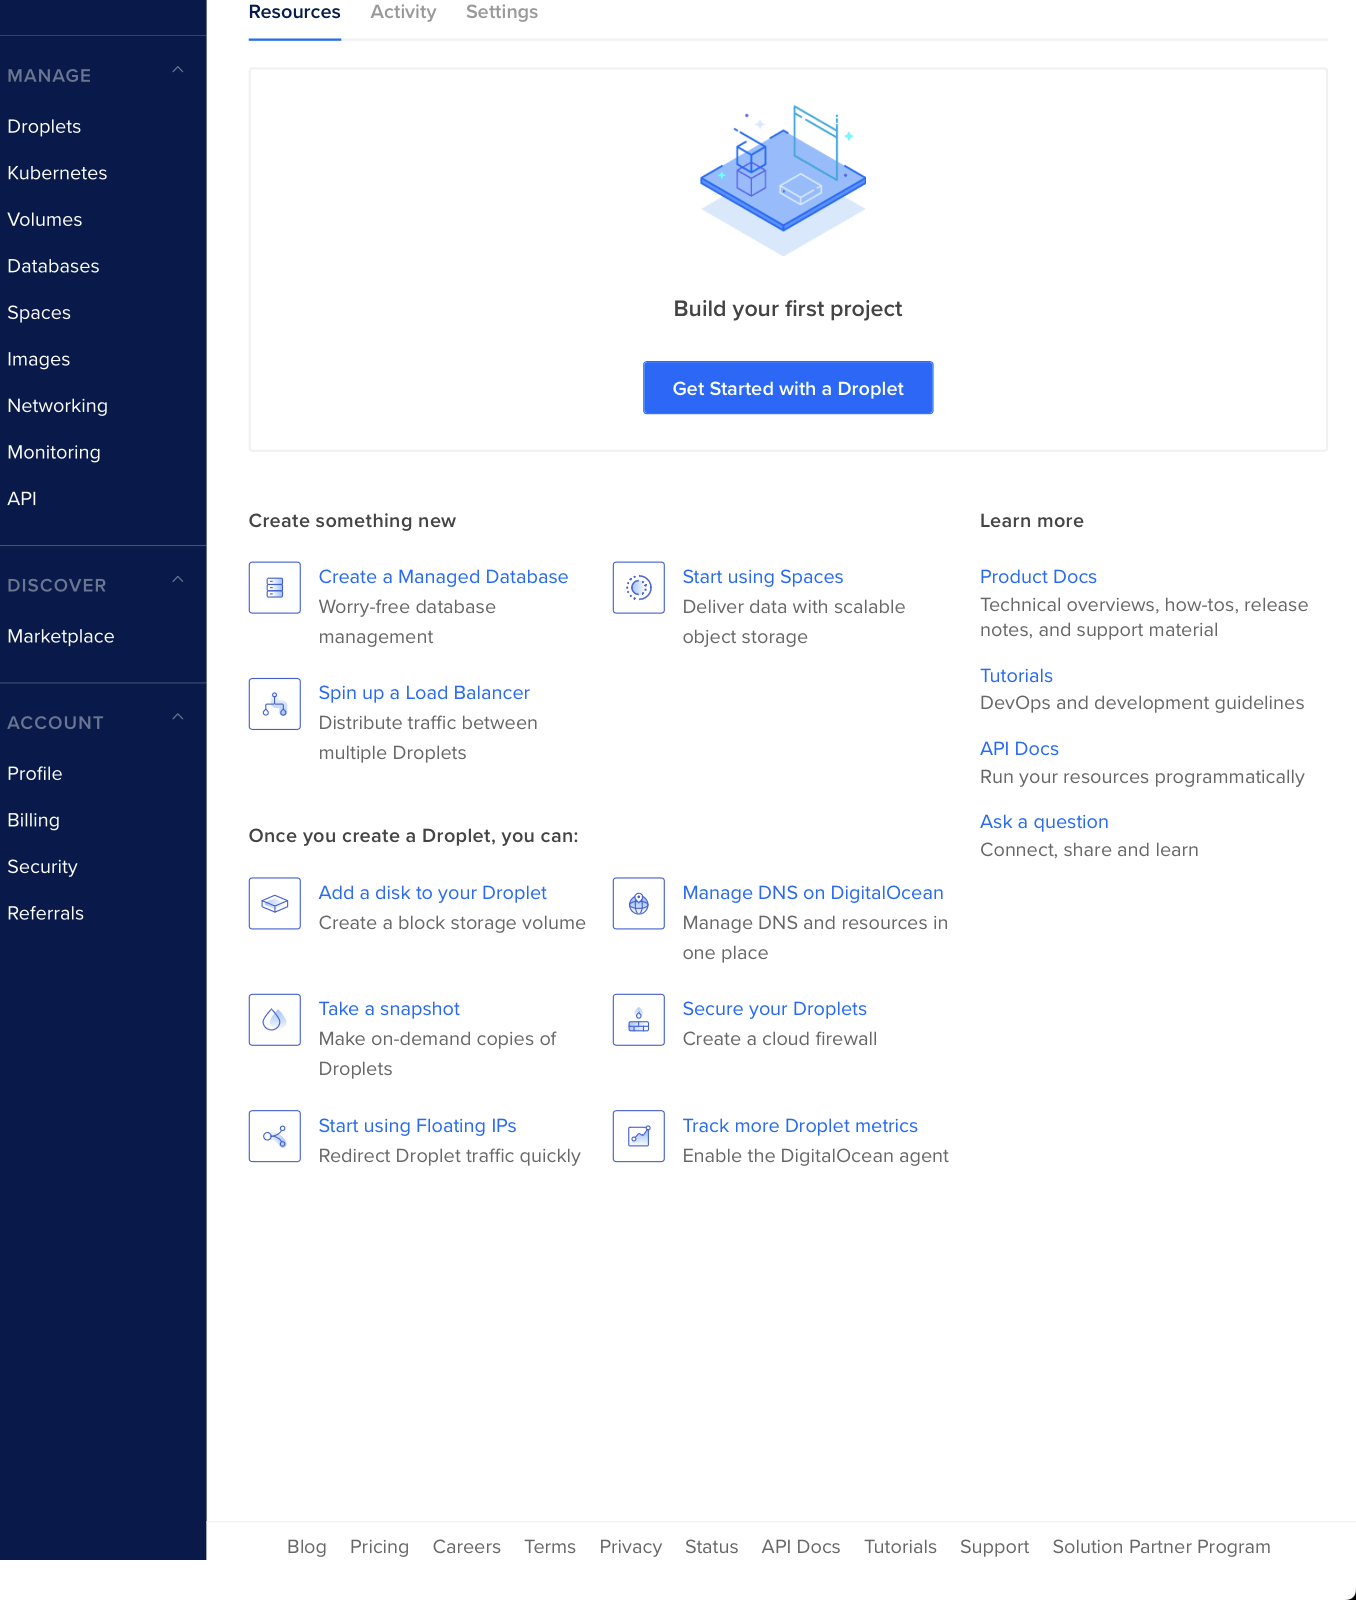 Resources
Activity
Settings
MANAGE
Droplets
Kubernetes
Volumes
Databases
Spaces
Images
Networking
Monitoring
API
DISCOVER
Marketplace
ACCOUNT
Profile
Billing
Security
Referrals
Build your first project
Get Started with a Droplet
Create something new
Create a Managed Database
Worry-free database
management
Start using Spaces
Deliver data with scalable
object storage
Spin up a Load Balancer
Distribute traffic between
multiple Droplets
Once you create a Droplet, you can:
Add a disk to your Droplet
Create a block storage volume
Manage DNS on DigitalOcean
Manage DNS and resources in
one place
Take a snapshot
Make on-demand copies of
Droplets
Secure your Droplets
Create a cloud firewall
Start using Floating IPs
Redirect Droplet traffic quickly
Track more Droplet metrics
Enable the DigitalOcean agent
Learn more
Product Docs
Technical overviews, how-tos, release
notes, and support material
Tutorials
DevOps and development guidelines
API Docs
Run your resources programmatically
Ask a question
Connect, share and learn
Blog
Pricing
Careers
Terms
Privacy
Status
API Docs
Tutorials
Support
Solution Partner Program